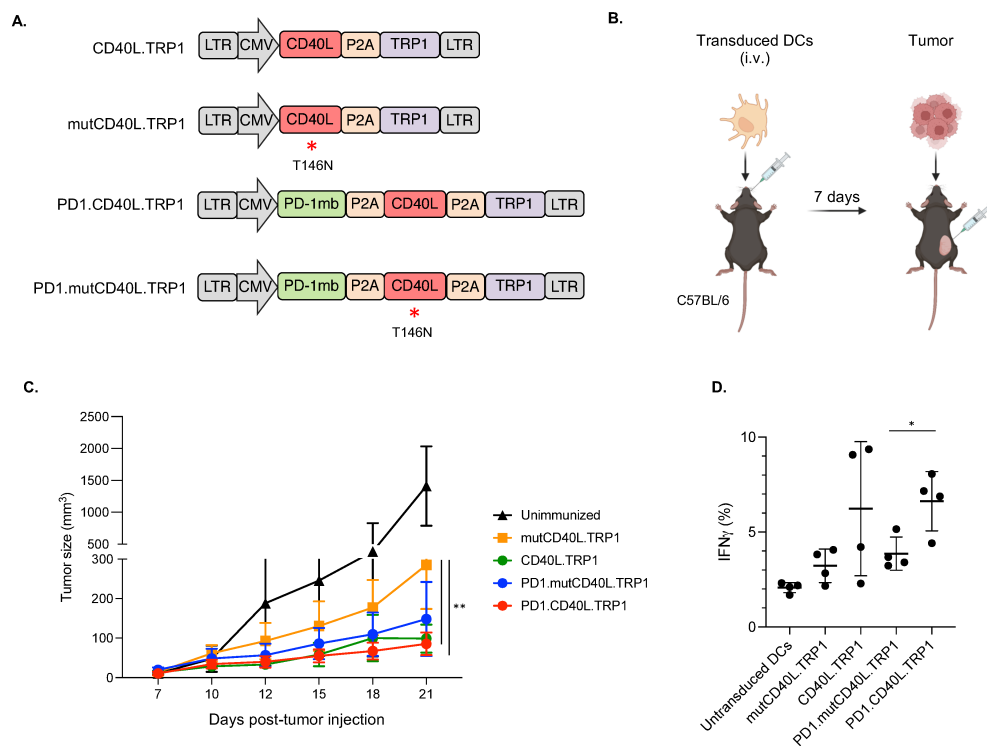 A.
CD40L.TRP1
LTR CMV CD40L P2A TRP1 LTR
mutCD40L.TRP1
LTR CMV CD40L P2A TRP1 LTR
*
T146N
PD1.CD40L.TRP1
LTR CMV PD-1mb P2A CD40L P2A TRP1 LTR
PD1.mutCD40L.TRP1
LTR CMV PD-1mb P2A CD40L P2A TRP1 LTR
*
T146N
B.
Transduced DCs
(i.v.)
Tumor
7 days
C57BL/6
C.
Tumor size (mm³)
2500
2000
1500
1000
500
300
200
100
0
7 10 12 15 18 21
Days post-tumor injection
**
Unimmunized
mutCD40L.TRP1
CD40L.TRP1
PD1.mutCD40L.TRP1
PD1.CD40L.TRP1
D.
IFNγ (%)
10
5
0
*
Untransduced DCs
mutCD40L.TRP1
CD40L.TRP1
PD1.mutCD40L.TRP1
PD1.CD40L.TRP1